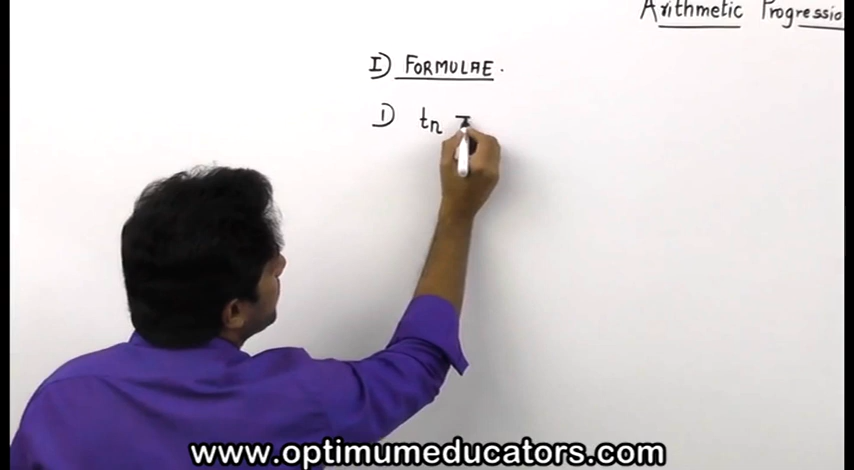 Arithmetic Progressio
I) FORMULAE.
1) tn =
www.optimumeducators.com